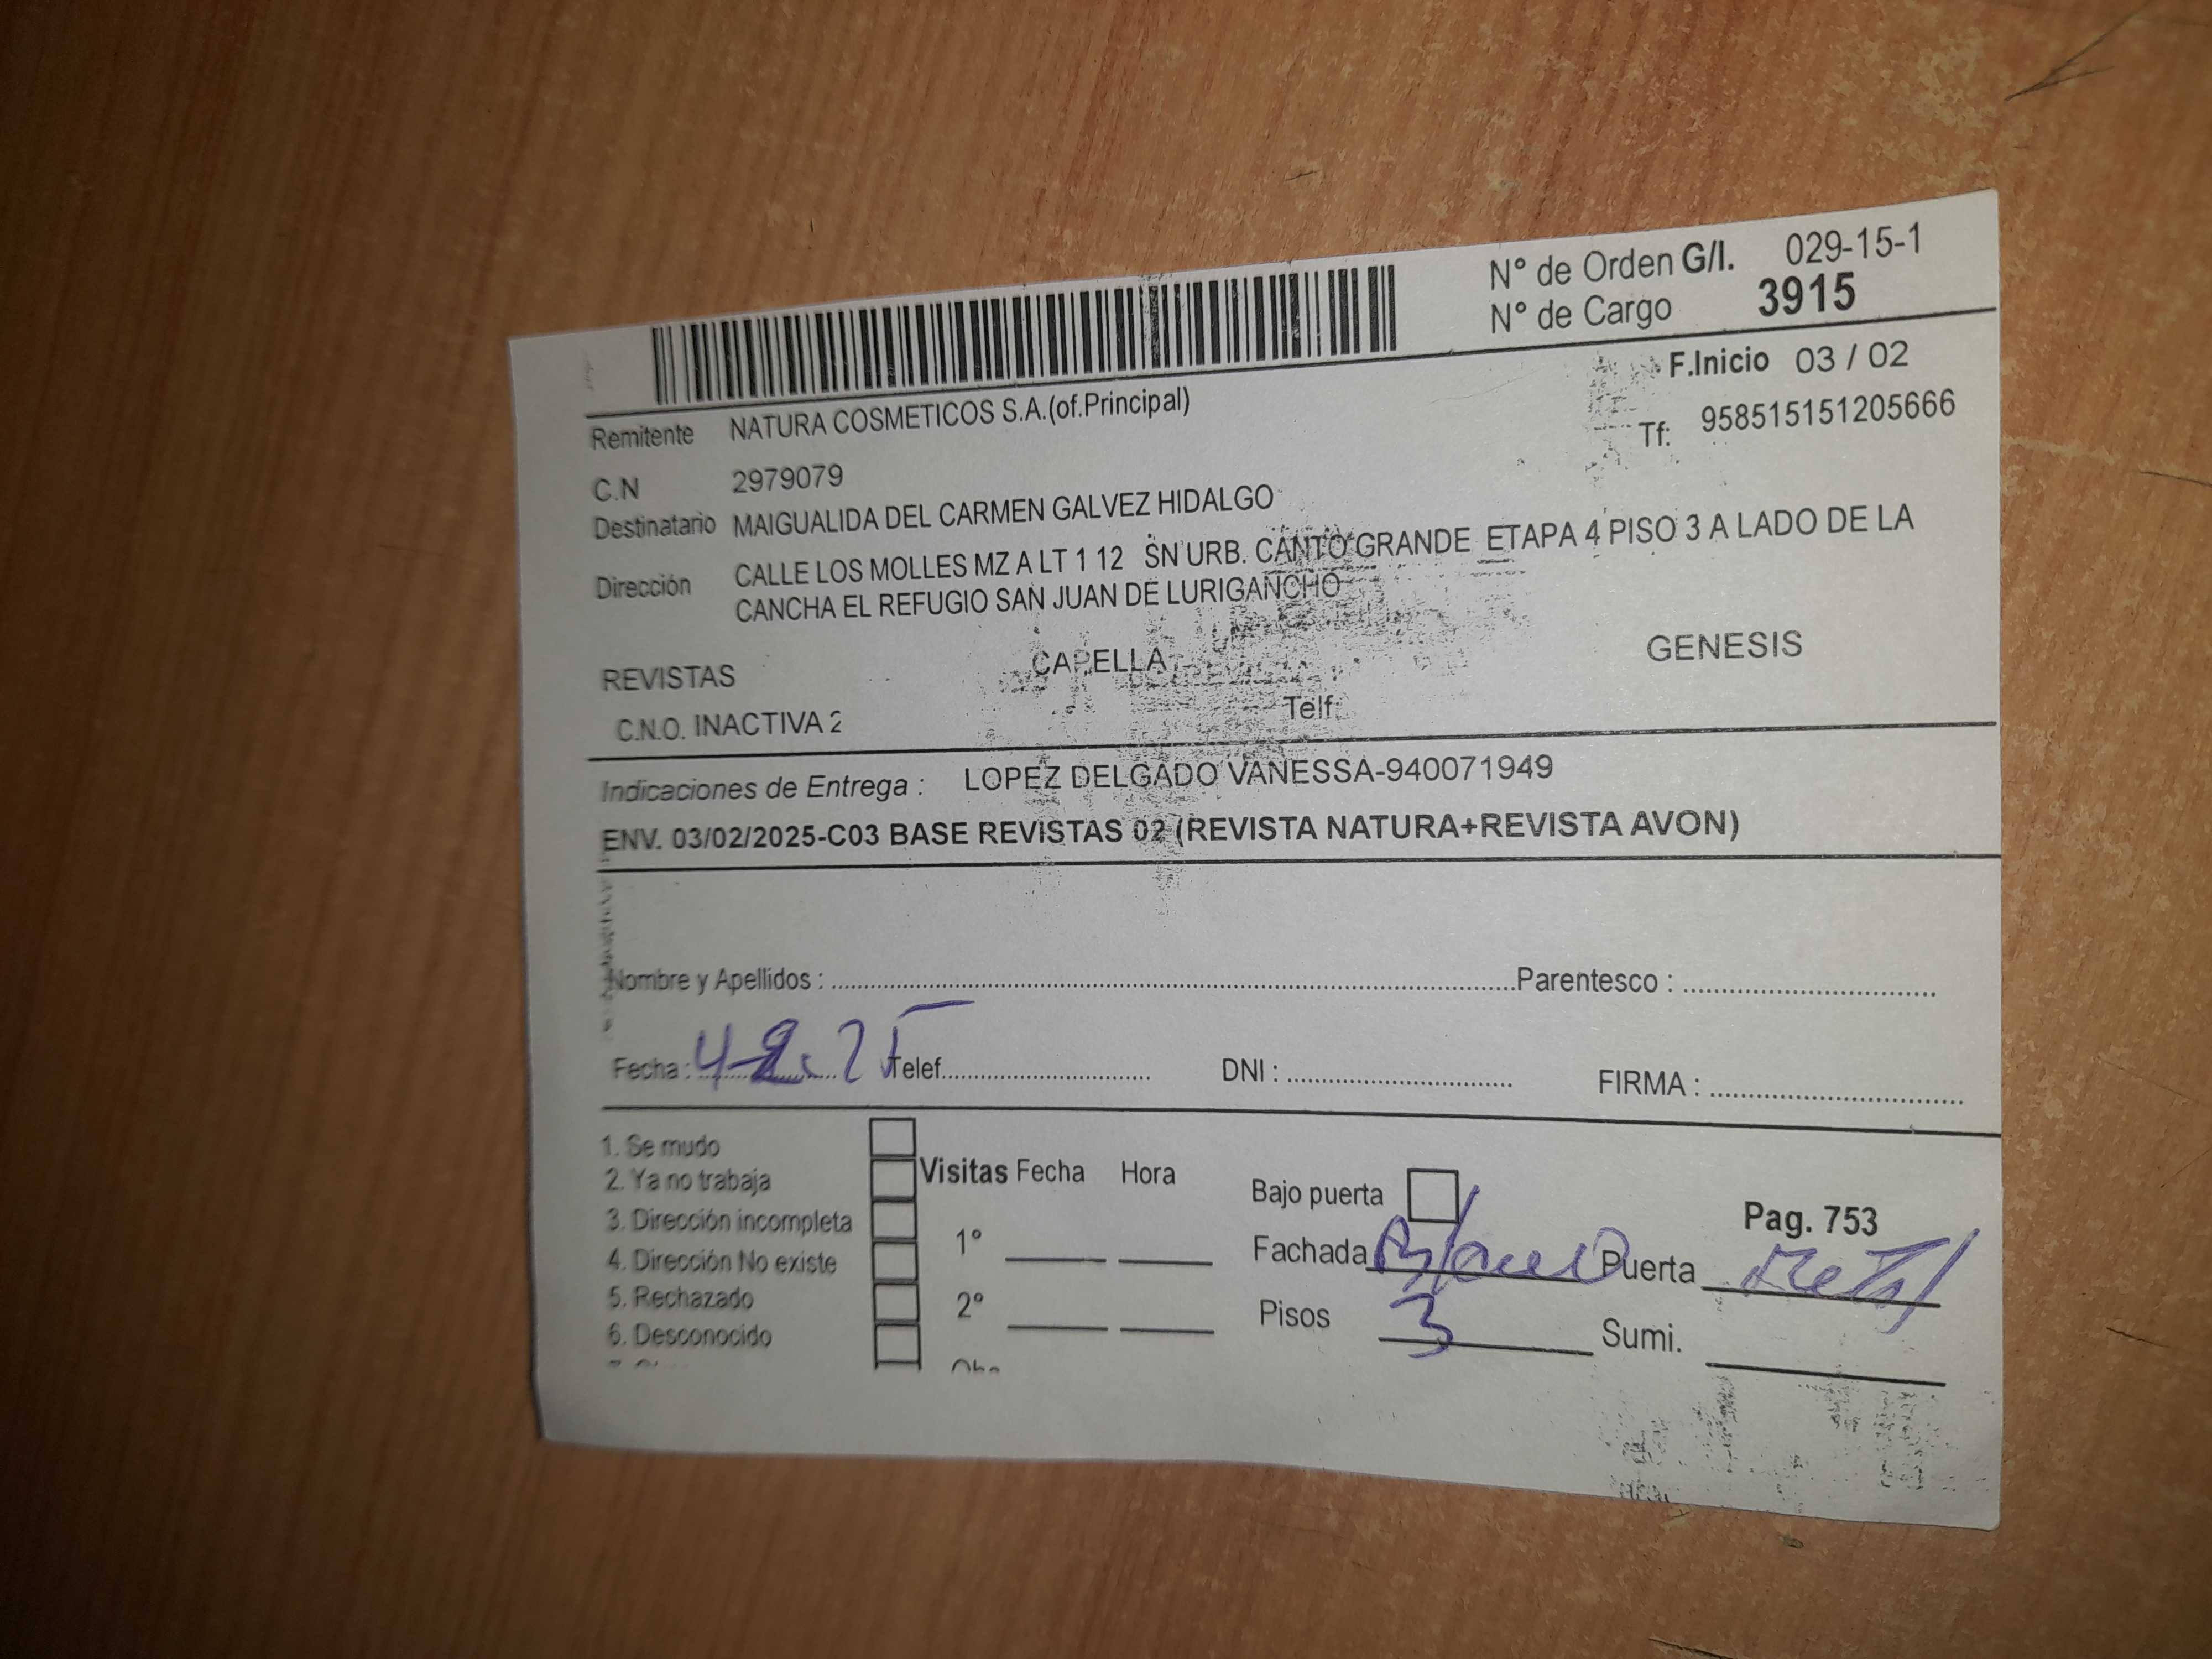 N° de Orden G/I. 029-15-1
N° de Cargo 3915
F.Inicio 03 / 02
Remitente NATURA COSMETICOS S.A.(of.Principal)
Tf: 958515151205666
C.N 2979079
Destinatario MAIGUALIDA DEL CARMEN GALVEZ HIDALGO
Dirección CALLE LOS MOLLES MZ A LT 1 12 SN URB. CANTO GRANDE ETAPA 4 PISO 3 A LADO DE LA
CANCHA EL REFUGIO SAN JUAN DE LURIGANCHO
REVISTAS CAPELLA GENESIS
C.N.O. INACTIVA 2 Telf:
Indicaciones de Entrega : LOPEZ DELGADO VANESSA-940071949
ENV. 03/02/2025-C03 BASE REVISTAS 02 (REVISTA NATURA+REVISTA AVON)
Nombre y Apellidos : Parentesco :
Fecha : 4-2.25 Telef. DNI : FIRMA :
1. Se mudo
2. Ya no trabaja
3. Dirección incompleta
4. Dirección No existe
5. Rechazado
6. Desconocido
Visitas Fecha Hora
1°
2°
Bajo puerta
Pag. 753
Fachada Blanco Puerta Metal
Pisos 3 Sumi.